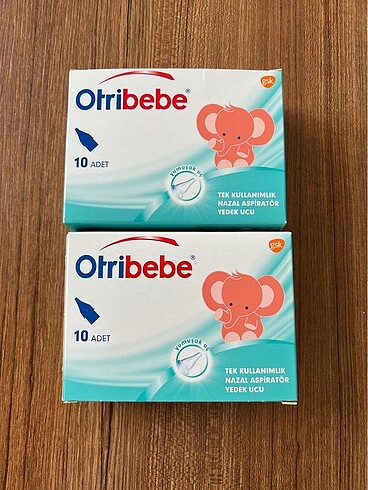 Otribebe®
gsk
10 ADET
yumuşak uç
TEK KULLANIMLIK
NAZAL ASPİRATÖR
YEDEK UCU
Otribebe®
gsk
10 ADET
yumuşak uç
TEK KULLANIMLIK
NAZAL ASPİRATÖR
YEDEK UCU